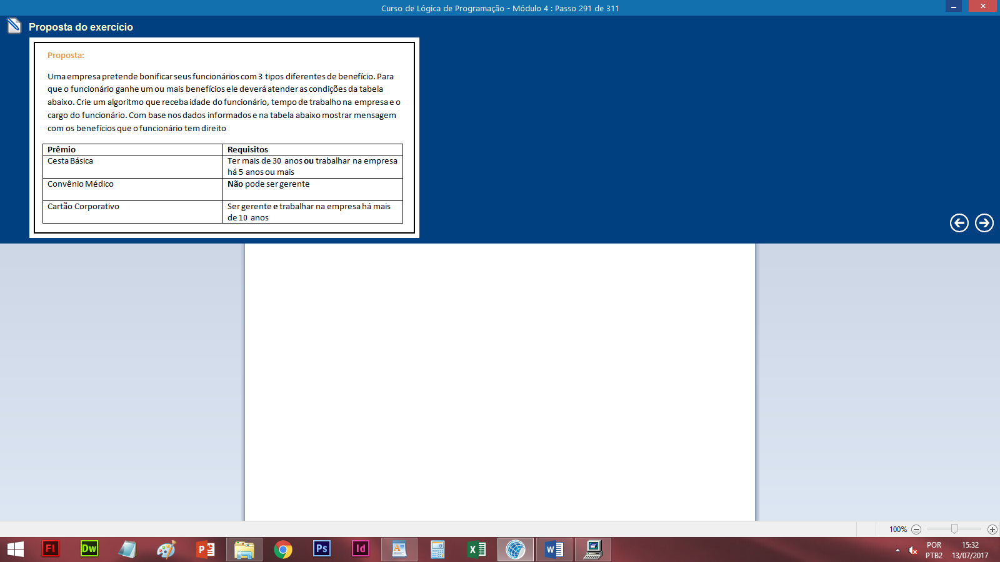 Curso de Lógica de Programação - Módulo 4 : Passo 291 de 311
Proposta do exercício
Proposta:
Uma empresa pretende bonificar seus funcionários com 3 tipos diferentes de benefício. Para
que o funcionário ganhe um ou mais benefícios ele deverá atender as condições da tabela
abaixo. Crie um algoritmo que receba idade do funcionário, tempo de trabalho na empresa e o
cargo do funcionário. Com base nos dados informados e na tabela abaixo mostrar mensagem
com os benefícios que o funcionário tem direito
Prêmio
Requisitos
Cesta Básica
Ter mais de 30 anos ou trabalhar na empresa
há 5 anos ou mais
Convênio Médico
Não pode ser gerente
Cartão Corporativo
Ser gerente e trabalhar na empresa há mais
de 10 anos
100%
Fl
Dw
P
Ps
Id
X
W
POR
PTB2
15:32
13/07/2017